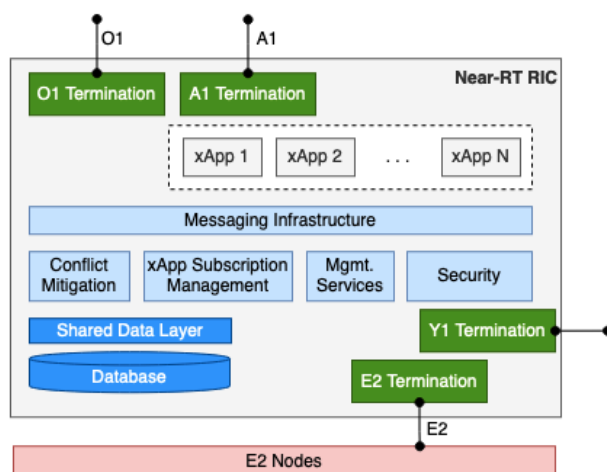 O1
A1
Near-RT RIC
O1 Termination
A1 Termination
xApp 1
xApp 2
. . .
xApp N
Messaging Infrastructure
Conflict
Mitigation
xApp Subscription
Management
Mgmt.
Services
Security
Shared Data Layer
Y1 Termination
Database
E2 Termination
E2
E2 Nodes